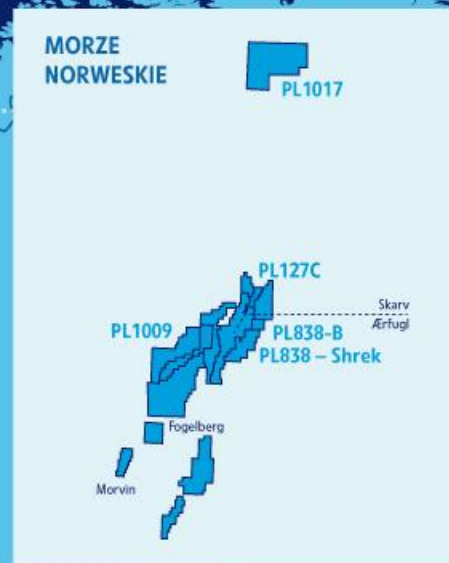 MORZE
NORWESKIE
PL1017
PL127C
Skarv
Ærfugl
PL1009
PL838-B
PL838 – Shrek
Fogelberg
Morvin